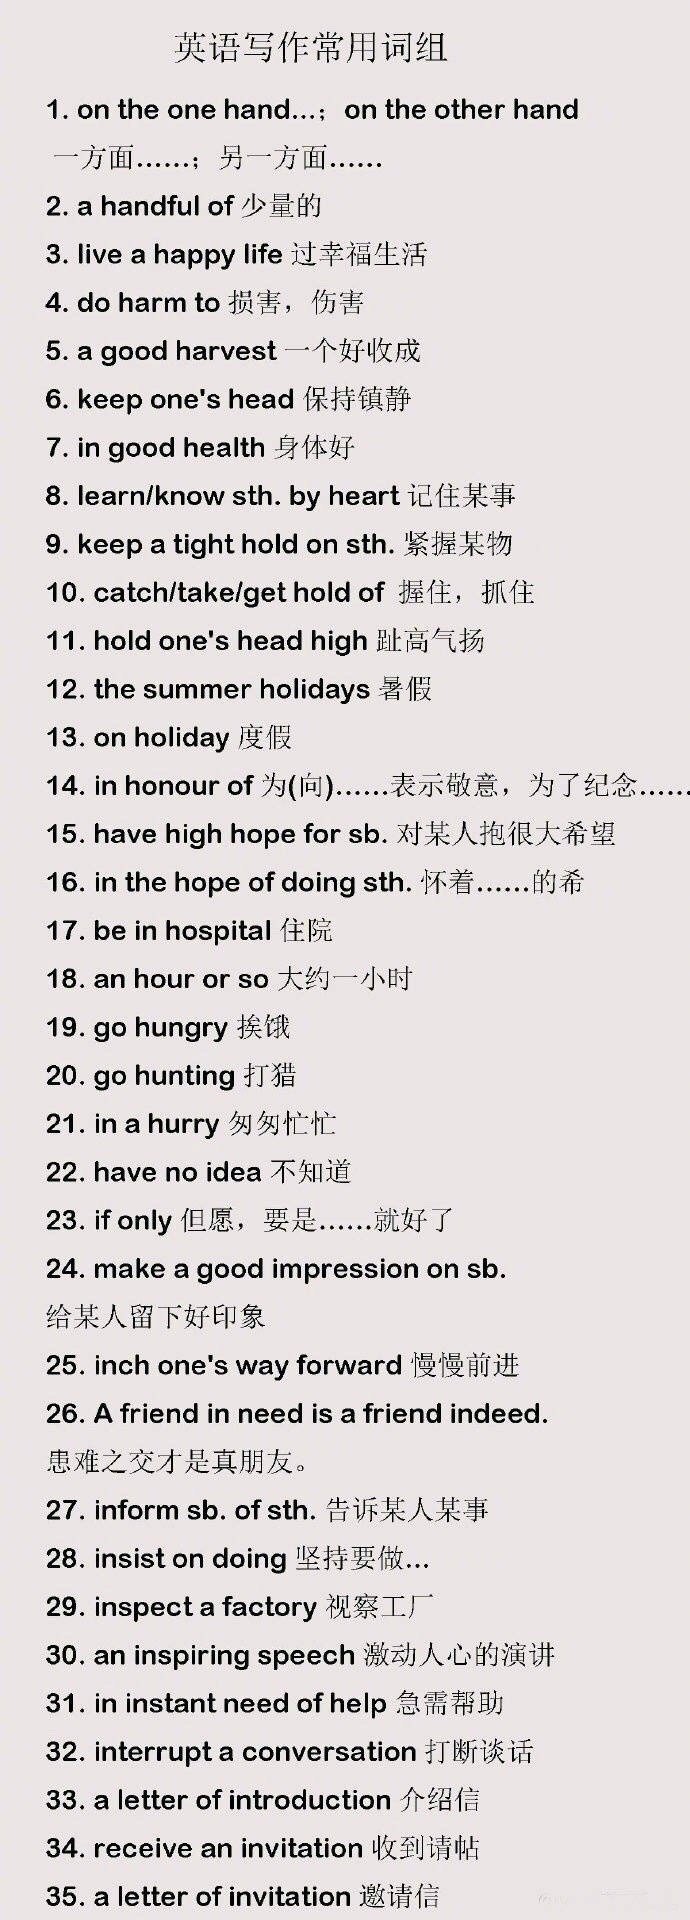 英语写作常用词组
1. on the one hand...；on the other hand
一方面……；另一方面……
2. a handful of 少量的
3. live a happy life 过幸福生活
4. do harm to 损害，伤害
5. a good harvest 一个好收成
6. keep one's head 保持镇静
7. in good health 身体好
8. learn/know sth. by heart 记住某事
9. keep a tight hold on sth. 紧握某物
10. catch/take/get hold of 握住，抓住
11. hold one's head high 趾高气扬
12. the summer holidays 暑假
13. on holiday 度假
14. in honour of 为(向)……表示敬意，为了纪念……
15. have high hope for sb. 对某人抱很大希望
16. in the hope of doing sth. 怀着……的希
17. be in hospital 住院
18. an hour or so 大约一小时
19. go hungry 挨饿
20. go hunting 打猎
21. in a hurry 匆匆忙忙
22. have no idea 不知道
23. if only 但愿，要是……就好了
24. make a good impression on sb.
给某人留下好印象
25. inch one's way forward 慢慢前进
26. A friend in need is a friend indeed.
患难之交才是真朋友。
27. inform sb. of sth. 告诉某人某事
28. insist on doing 坚持要做...
29. inspect a factory 视察工厂
30. an inspiring speech 激动人心的演讲
31. in instant need of help 急需帮助
32. interrupt a conversation 打断谈话
33. a letter of introduction 介绍信
34. receive an invitation 收到请帖
35. a letter of invitation 邀请信